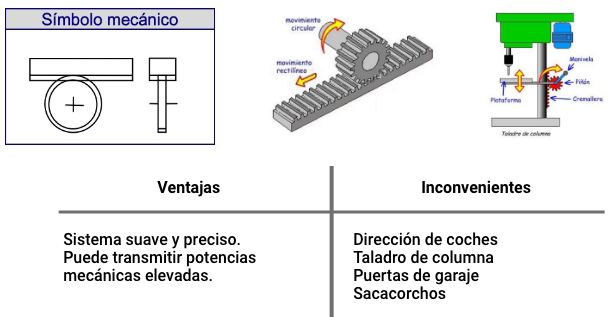 Símbolo mecánico
movimiento
circular
movimiento
rectilíneo
Manivela
Piñón
Plataforma
Cremallera
Taladro de columna
Ventajas
Inconvenientes
Sistema suave y preciso.
Puede transmitir potencias
mecánicas elevadas.
Dirección de coches
Taladro de columna
Puertas de garaje
Sacacorchos